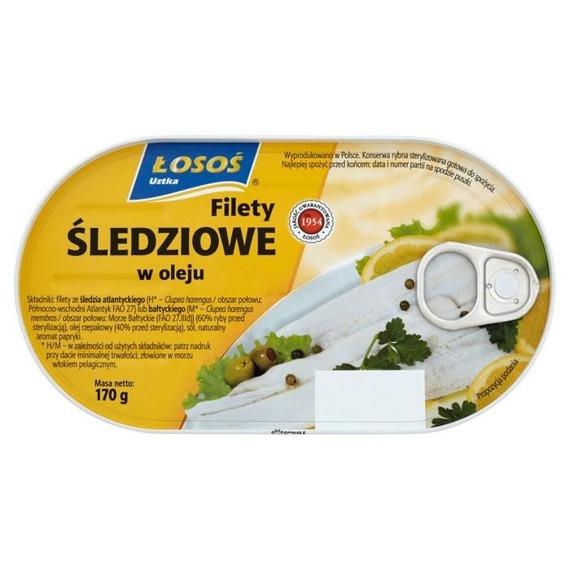 ŁOSOŚ
Ustka
®
Wyprodukowano w Polsce. Konserwa rybna sterylizowana gotowa do spożycia.
Najlepiej spożyć przed końcem: data i numer partii na spodzie puszki.
Filety
ŚLEDZIOWE
w oleju
JAKOŚĆ GWARANTOWANA
1954
ŁOSOŚ
Składniki: filety ze śledzia atlantyckiego (H* – Clupea harengus / obszar połowu:
Północno-wschodni Atlantyk FAO 27) lub bałtyckiego (M* – Clupea harengus
membras / obszar połowu: Morze Bałtyckie (FAO 27.IIId)) (60% ryby przed
sterylizacją), olej rzepakowy (40% przed sterylizacją), sól, naturalny
aromat papryki.
* H/M – w zależności od użytych składników: patrz nadruk
przy dacie minimalnej trwałości; złowione w morzu
włokiem pelagicznym.
Masa netto:
170 g
Propozycja podania